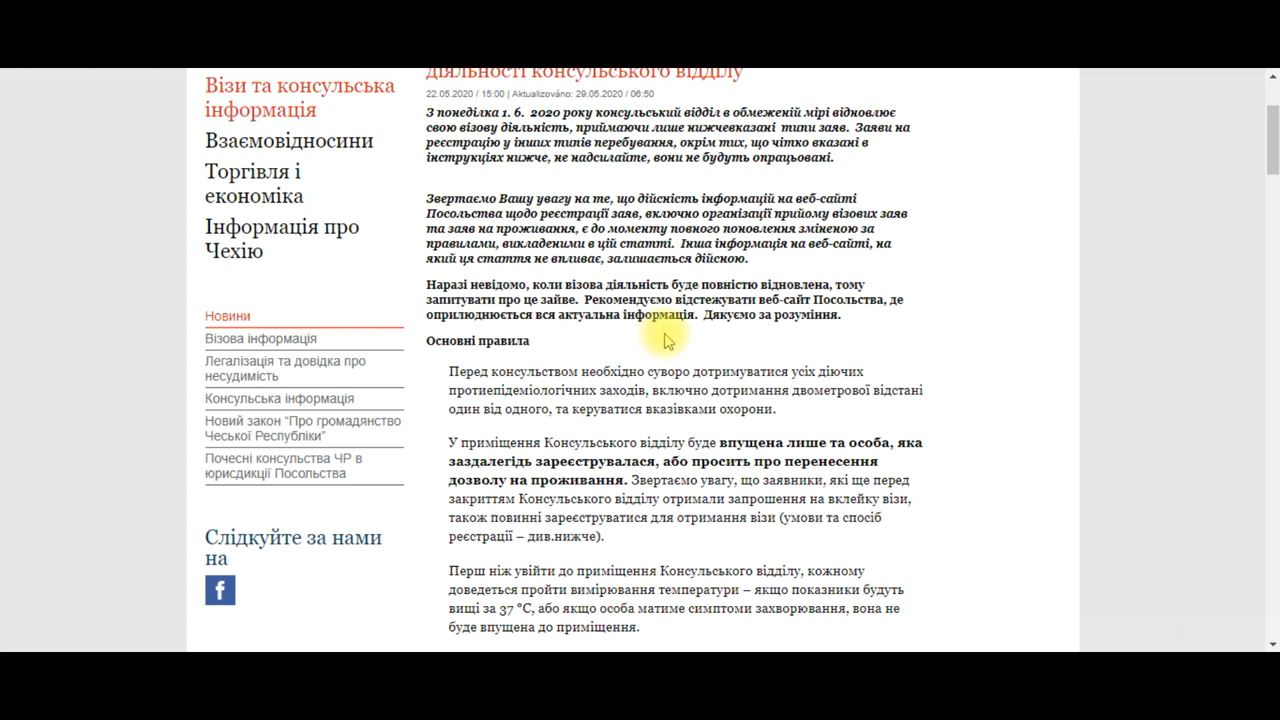 Візи та консульська
інформація
Взаємовідносини
Торгівля і
економіка
Інформація про
Чехію
Новини
Візова інформація
Легалізація та довідка про
несудимість
Консульська інформація
Новий закон “Про громадянство
Чеської Республіки”
Почесні консульства ЧР в
юрисдикції Посольства
Слідкуйте за нами
на
f
діяльності консульського відділу
22.05.2020 / 15:00 | Aktualizováno: 29.05.2020 / 06:50
З понеділка 1. 6.  2020 року консульський відділ в обмеженій мірі відновлює
свою візову діяльність, приймаючи лише нижчевказані  типи заяв.  Заяви на
реєстрацію у інших типів перебування, окрім тих, що чітко вказані в
інструкціях нижче, не надсилайте, вони не будуть опрацьовані.
Звертаємо Вашу увагу на те, що дійсність інформацій на веб-сайті
Посольства щодо реєстрації заяв, включно організації прийому візових заяв
та заяв на проживання, є до моменту повного поновлення зміненою за
правилами, викладеними в цій статті.  Інша інформація на веб-сайті, на
який ця стаття не впливає, залишається дійсною.
Наразі невідомо, коли візова діяльність буде повністю відновлена, тому
запитувати про це зайве.  Рекомендуємо відстежувати веб-сайт Посольства, де
оприлюднюється вся актуальна інформація.  Дякуємо за розуміння.
Основні правила
Перед консульством необхідно суворо дотримуватися усіх діючих
протиепідеміологічних заходів, включно дотримання двометрової відстані
один від одного, та керуватися вказівками охорони.
У приміщення Консульського відділу буде впущена лише та особа, яка
заздалегідь зареєструвалася, або просить про перенесення
дозволу на проживання. Звертаємо увагу, що заявники, які ще перед
закриттям Консульського відділу отримали запрошення на вклейку візи,
також повинні зареєструватися для отримання візи (умови та спосіб
реєстрації – див.нижче).
Перш ніж увійти до приміщення Консульського відділу, кожному
доведеться пройти вимірювання температури – якщо показники будуть
вищі за 37 °C, або якщо особа матиме симптоми захворювання, вона не
буде впущена до приміщення.